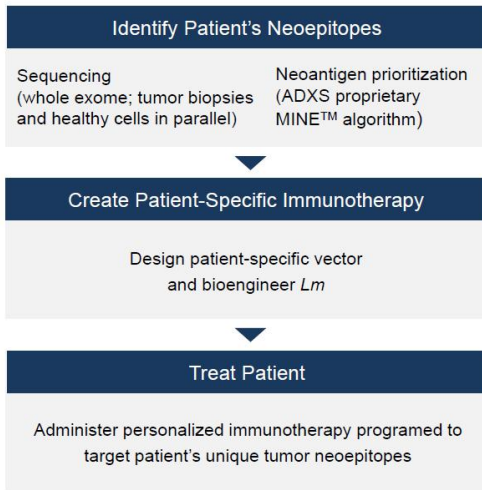 Identify Patient's Neoepitopes
Sequencing
(whole exome; tumor biopsies
and healthy cells in parallel)
Neoantigen prioritization
(ADXS proprietary
MINE™ algorithm)
Create Patient-Specific Immunotherapy
Design patient-specific vector
and bioengineer Lm
Treat Patient
Administer personalized immunotherapy programed to
target patient's unique tumor neoepitopes